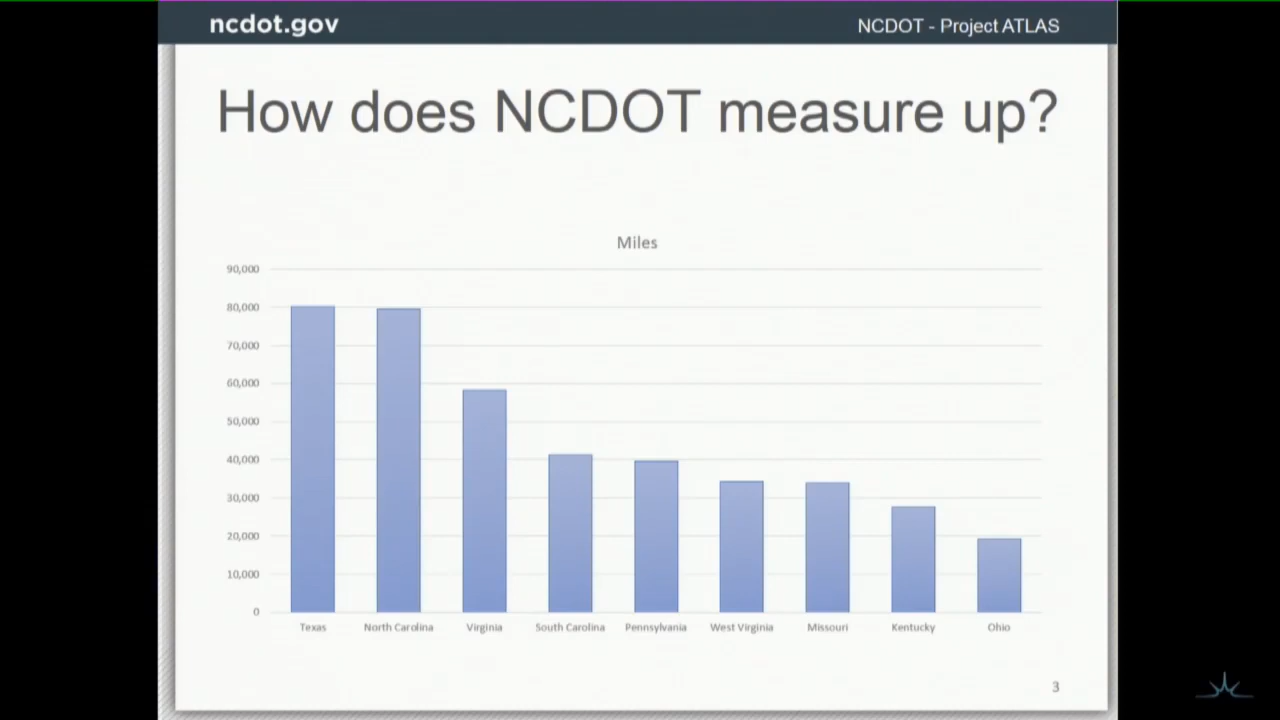 ncdot.gov
NCDOT - Project ATLAS
How does NCDOT measure up?
Miles
90,000
80,000
70,000
60,000
50,000
40,000
30,000
20,000
10,000
0
Texas North Carolina Virginia South Carolina Pennsylvania West Virginia Missouri Kentucky Ohio
3